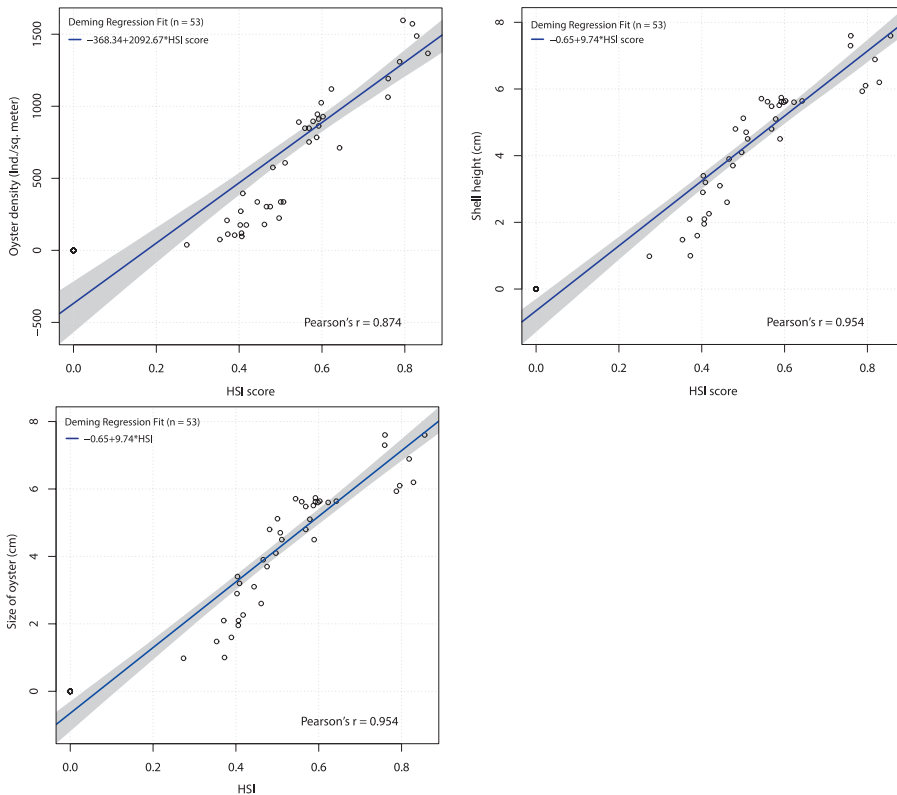 Deming Regression Fit (n = 53)
−368.34+2092.67*HSI score
Oyster density (Ind./sq. meter)
1500
1000
500
0
−500
Pearson's r = 0.874
0.0 0.2 0.4 0.6 0.8
HSI score
Deming Regression Fit (n = 53)
−0.65+9.74*HSI score
Shell height (cm)
8
6
4
2
0
Pearson's r = 0.954
0.0 0.2 0.4 0.6 0.8
HSI score
Deming Regression Fit (n = 53)
−0.65+9.74*HSI
Size of oyster (cm)
8
6
4
2
0
Pearson's r = 0.954
0.0 0.2 0.4 0.6 0.8
HSI